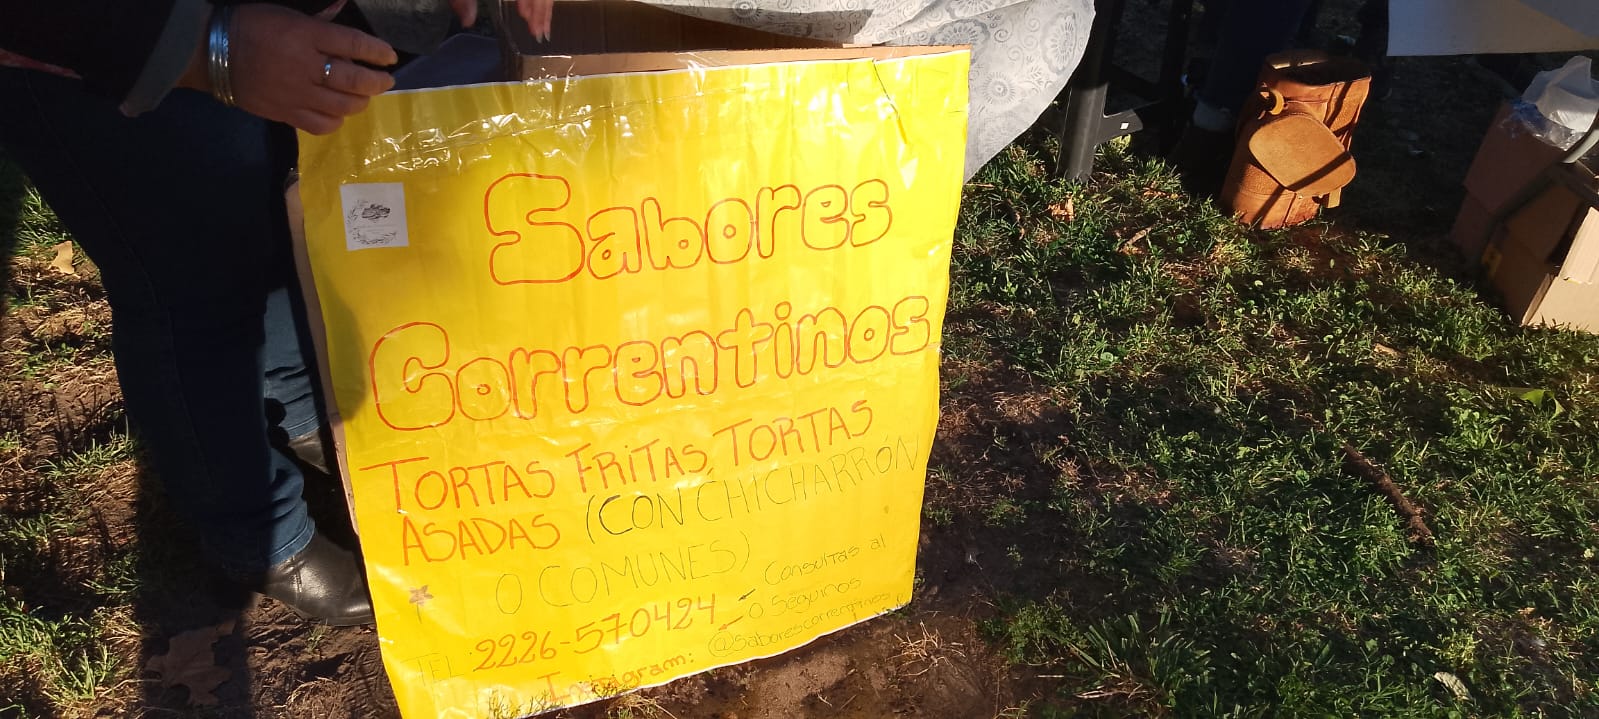 Sabores
Correntinos
TORTAS FRITAS, TORTAS
ASADAS (CON CHICHARRÓN
O COMUNES)
Consultas al
TEL: 2226-570424 o Seguinos
Instagram: @saborescorrentinos